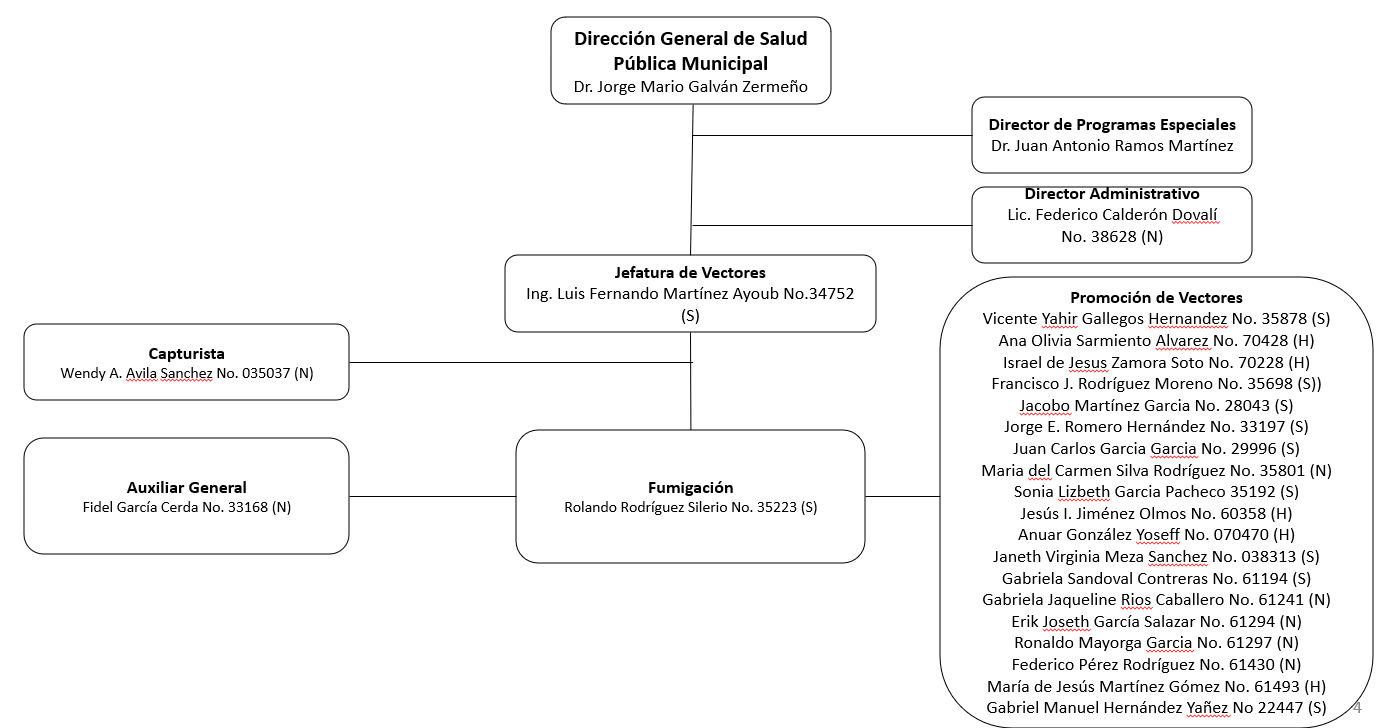 Dirección General de Salud
Pública Municipal
Dr. Jorge Mario Galván Zermeño
Director de Programas Especiales
Dr. Juan Antonio Ramos Martínez
Director Administrativo
Lic. Federico Calderón Dovalí
No. 38628 (N)
Jefatura de Vectores
Ing. Luis Fernando Martínez Ayoub No.34752
(S)
Capturista
Wendy A. Avila Sanchez No. 035037 (N)
Auxiliar General
Fidel García Cerda No. 33168 (N)
Fumigación
Rolando Rodríguez Silerio No. 35223 (S)
Promoción de Vectores
Vicente Yahir Gallegos Hernandez No. 35878 (S)
Ana Olivia Sarmiento Alvarez No. 70428 (H)
Israel de Jesus Zamora Soto No. 70228 (H)
Francisco J. Rodríguez Moreno No. 35698 (S))
Jacobo Martínez Garcia No. 28043 (S)
Jorge E. Romero Hernández No. 33197 (S)
Juan Carlos Garcia Garcia No. 29996 (S)
Maria del Carmen Silva Rodríguez No. 35801 (N)
Sonia Lizbeth Garcia Pacheco 35192 (S)
Jesús I. Jiménez Olmos No. 60358 (H)
Anuar González Yoseff No. 070470 (H)
Janeth Virginia Meza Sanchez No. 038313 (S)
Gabriela Sandoval Contreras No. 61194 (S)
Gabriela Jaqueline Rios Caballero No. 61241 (N)
Erik Joseth García Salazar No. 61294 (N)
Ronaldo Mayorga Garcia No. 61297 (N)
Federico Pérez Rodríguez No. 61430 (N)
María de Jesús Martínez Gómez No. 61493 (H)
Gabriel Manuel Hernández Yañez No 22447 (S)
4